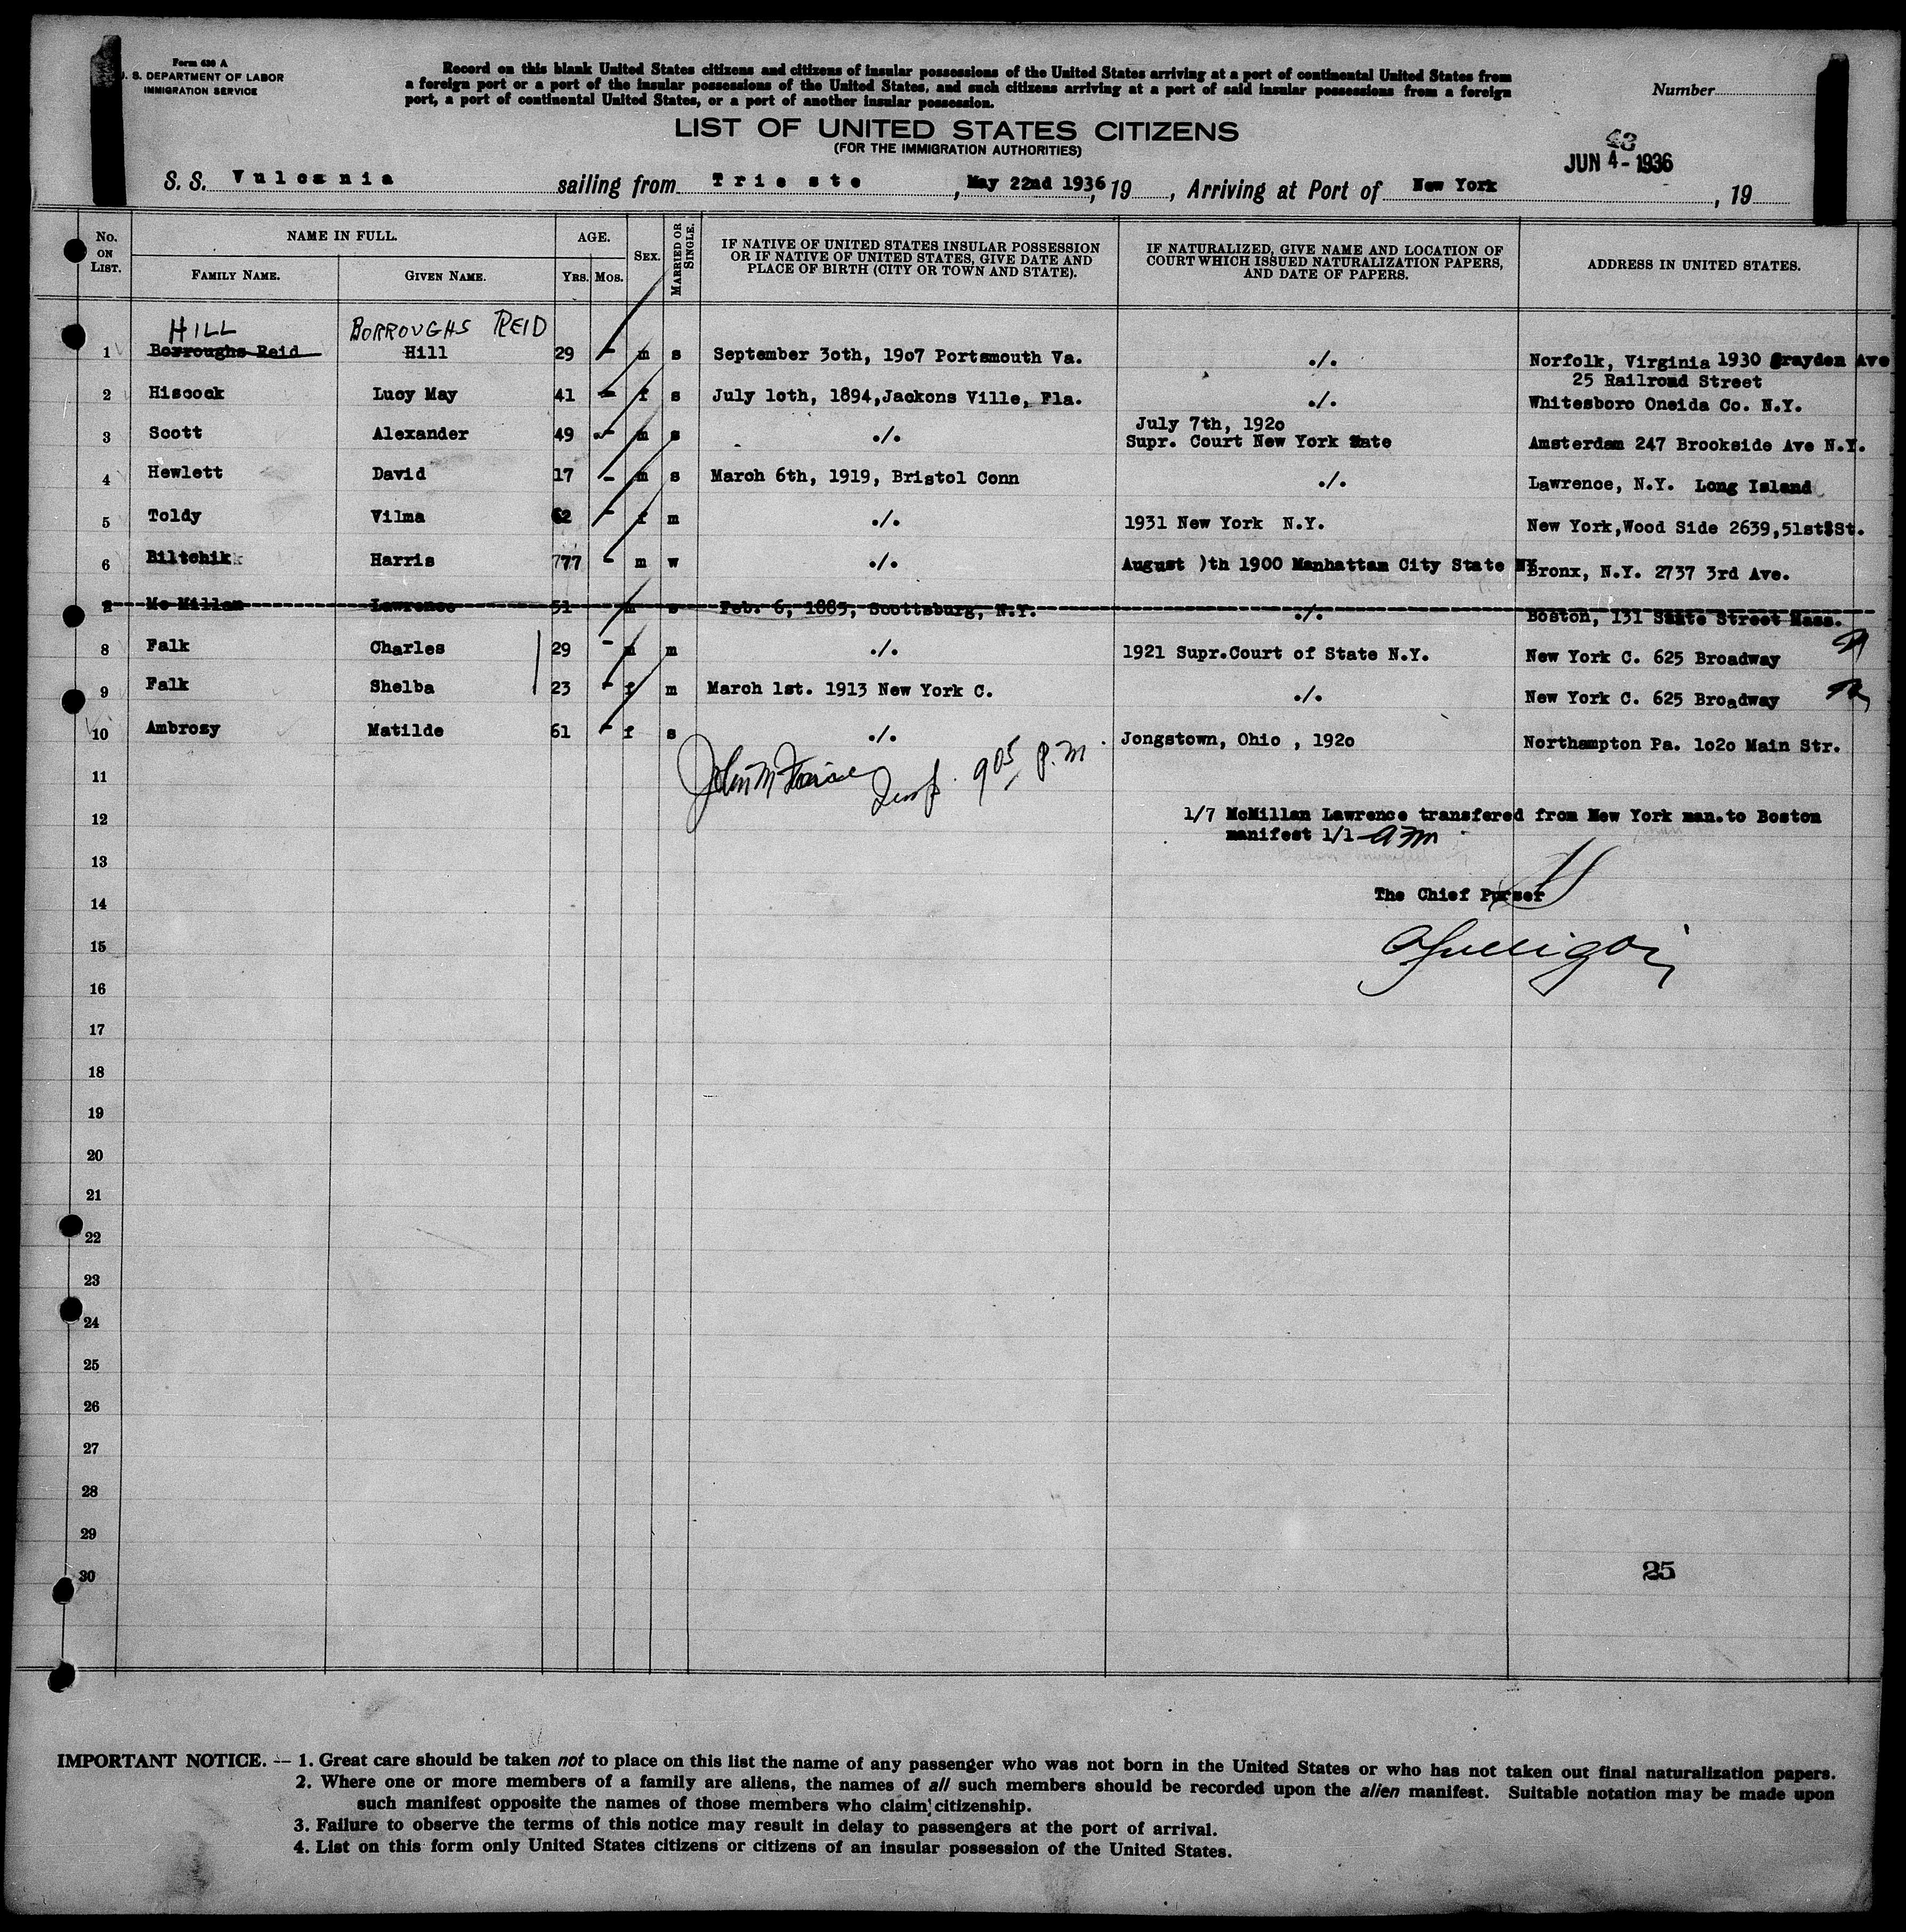 Form 630 A
U. S. DEPARTMENT OF LABOR
IMMIGRATION SERVICE
Record on this blank United States citizens and citizens of insular possessions of the United States arriving at a port of continental United States from
a foreign port or a port of the insular possessions of the United States, and such citizens arriving at a port of said insular possessions from a foreign
port, a port of continental United States, or a port of another insular possession.
Number
LIST OF UNITED STATES CITIZENS
(FOR THE IMMIGRATION AUTHORITIES)
JUN 4 - 1936
S. S. Vulcania sailing from Trieste, May 22nd 1936, 19 , Arriving at Port of New York , 19
No. ON LIST. NAME IN FULL. FAMILY NAME. GIVEN NAME. AGE. YRS. MOS. SEX. MARRIED OR SINGLE. IF NATIVE OF UNITED STATES INSULAR POSSESSION OR IF NATIVE OF UNITED STATES, GIVE DATE AND PLACE OF BIRTH (CITY OR TOWN AND STATE). IF NATURALIZED, GIVE NAME AND LOCATION OF COURT WHICH ISSUED NATURALIZATION PAPERS, AND DATE OF PAPERS. ADDRESS IN UNITED STATES.
HILL BORROUGHS REID
1 Borroughs Reid Hill 29 - m s September 3oth, 19o7 Portsmouth Va. ./. Norfolk, Virginia 1930 Grayden Ave
25 Railroad Street
2 Hiscock Lucy May 41 - f s July 1oth, 1894,Jackons Ville, Fla. ./. Whitesboro Oneida Co. N.Y.
July 7th, 192o
3 Scott Alexander 49 - m s ./. Supr. Court New York State Amsterdam 247 Brookside Ave N.Y.
4 Hewlett David 17 - m s March 6th, 1919, Bristol Conn ./. Lawrence, N.Y. Long Island
5 Toldy Vilma 62 - f m ./. 1931 New York N.Y. New York,Wood Side 2639,51st St.
6 Biltchik Harris 77 - m w ./. August )th 1900 Manhattan City State NY Bronx, N.Y. 2737 3rd Ave.
Mc Millan Lawrence 51 m s Feb. 6, 1885, Scottsburg, N.Y. ./. Boston, 131 State Street Mass.
8 Falk Charles 29 - m m ./. 1921 Supr.Court of State N.Y. New York C. 625 Broadway
9 Falk Shelba 23 - f m March 1st. 1913 New York C. ./. New York C. 625 Broadway
10 Ambrosy Matilde 61 - f s ./. Jongstown, Ohio , 192o Northampton Pa. 1o2o Main Str.
905 P.M
11
1/7 McMillan Lawrence transfered from New York man.to Boston
12
manifest 1/1
13
The Chief Purser
14
15
16
17
18
19
20
21
22
23
24
25
26
27
28
29
25
30
IMPORTANT NOTICE. — 1. Great care should be taken not to place on this list the name of any passenger who was not born in the United States or who has not taken out final naturalization papers.
2. Where one or more members of a family are aliens, the names of all such members should be recorded upon the alien manifest. Suitable notation may be made upon
such manifest opposite the names of those members who claim citizenship.
3. Failure to observe the terms of this notice may result in delay to passengers at the port of arrival.
4. List on this form only United States citizens or citizens of an insular possession of the United States.